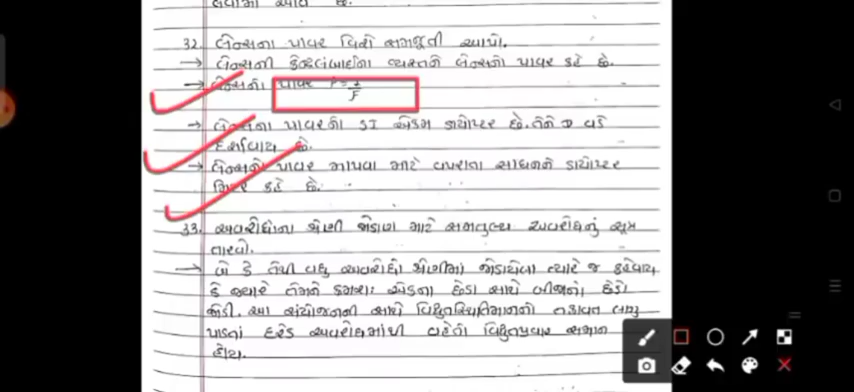 લેવામાં આવે છે.
32. લેન્સના પાવર વિશે સમજૂતી આપો.
→ લેન્સની કેન્દ્રલંબાઈના વ્યસ્તને લેન્સનો પાવર કહે છે.
→ લેન્સનો પાવર P = 1/f
→ લેન્સના પાવરનો SI એકમ ડાયોપ્ટર છે. તેને D વડે
દર્શાવાય છે.
→ લેન્સનો પાવર માપવા માટે વપરાતા સાધનને ડાયોપ્ટર
મિટર કહે છે.
33. અવરોધોના શ્રેણી જોડાણ માટે સમતુલ્ય અવરોધનું સૂત્ર
તારવો.
→ બે કે તેથી વધુ અવરોધો શ્રેણીમાં જોડાયેલા ત્યારે જ કહેવાય
કે જ્યારે તેમને ક્રમશઃ એકના છેડા સાથે બીજાનો છેડો
જોડી. આ સંયોજનની સાથે વિદ્યુતસ્થિતિમાનનો તફાવત લાગુ
પાડતાં દરેક અવરોધમાંથી વહેતો વિદ્યુતપ્રવાહ સમાન
હોય.